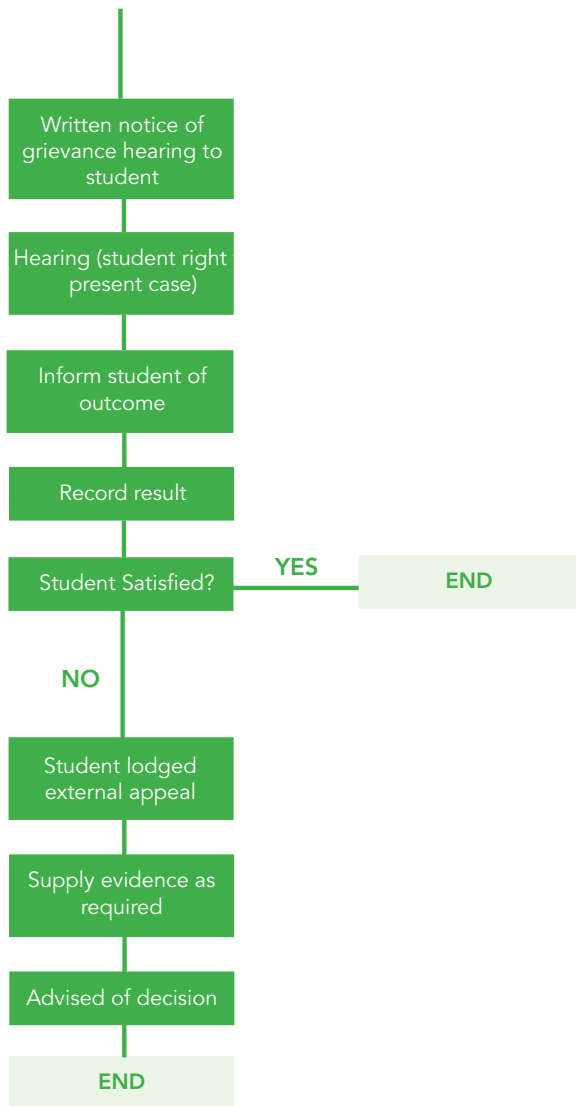 Written notice of
grievance hearing to
student
Hearing (student right
present case)
Inform student of
outcome
Record result
Student Satisfied?
YES
END
NO
Student lodged
external appeal
Supply evidence as
required
Advised of decision
END